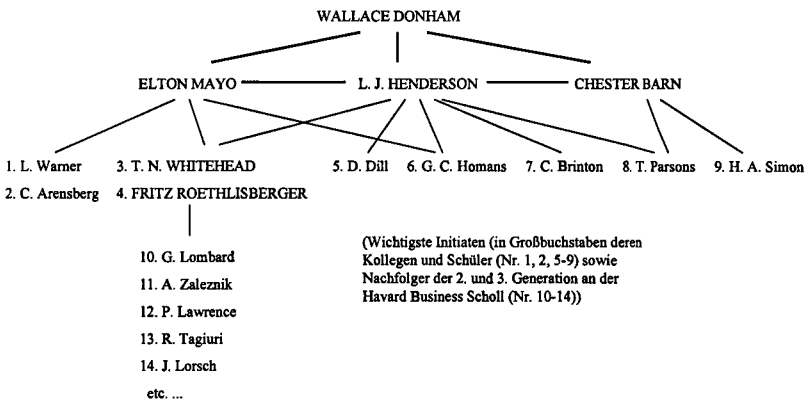 WALLACE DONHAM
ELTON MAYO L. J. HENDERSON CHESTER BARN
1. L. Warner 3. T. N. WHITEHEAD 5. D. Dill 6. G. C. Homans 7. C. Brinton 8. T. Parsons 9. H. A. Simon
2. C. Arensberg 4. FRITZ ROETHLISBERGER
10. G. Lombard
11. A. Zaleznik
12. P. Lawrence
13. R. Tagiuri
14. J. Lorsch
etc. ...
(Wichtigste Initiaten (in Großbuchstaben deren
Kollegen und Schüler (Nr. 1, 2, 5-9) sowie
Nachfolger der 2. und 3. Generation an der
Havard Business Scholl (Nr. 10-14))